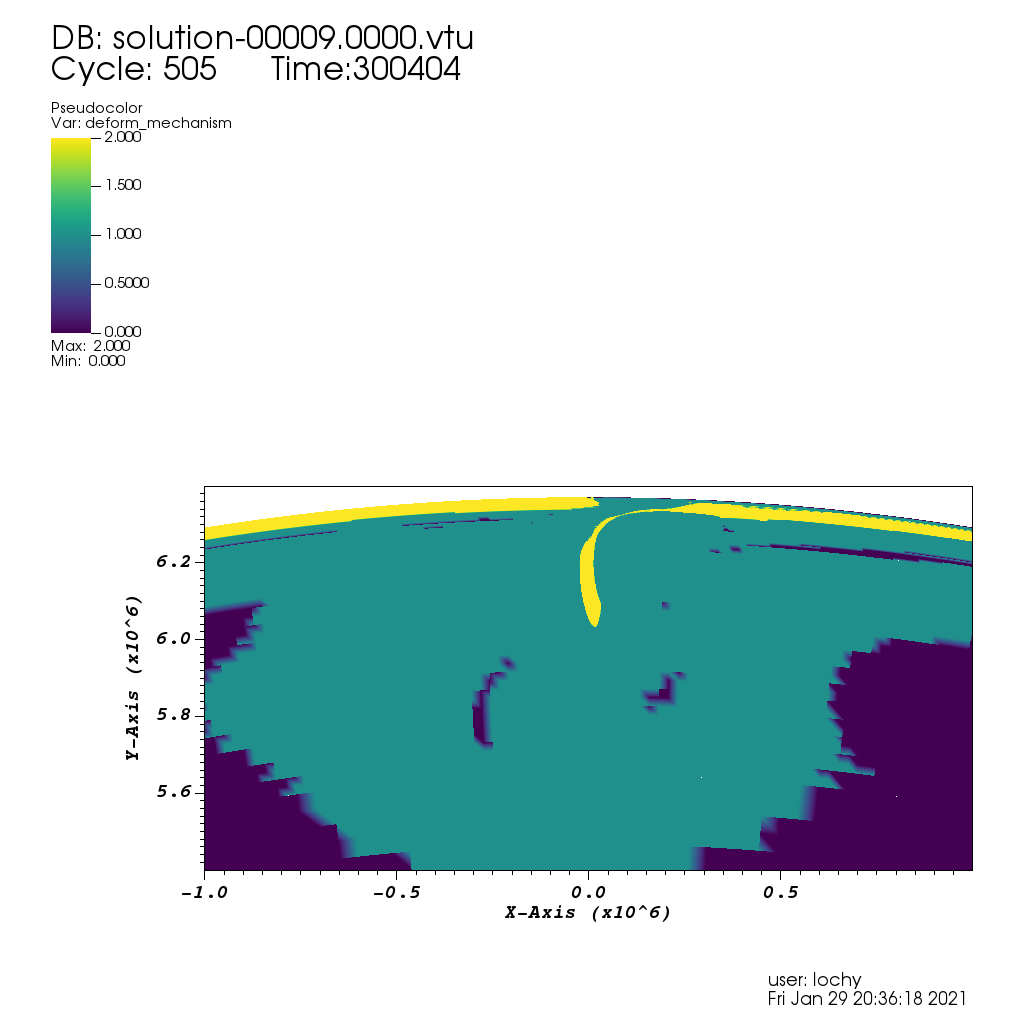 DB: solution-00009.0000.vtu
Cycle: 505 Time:300404
Pseudocolor
Var: deform_mechanism
2.000
1.500
1.000
0.5000
0.000
Max: 2.000
Min: 0.000
6.2
6.0
5.8
5.6
Y-Axis (x10^6)
-1.0 -0.5 0.0 0.5
X-Axis (x10^6)
user: lochy
Fri Jan 29 20:36:18 2021